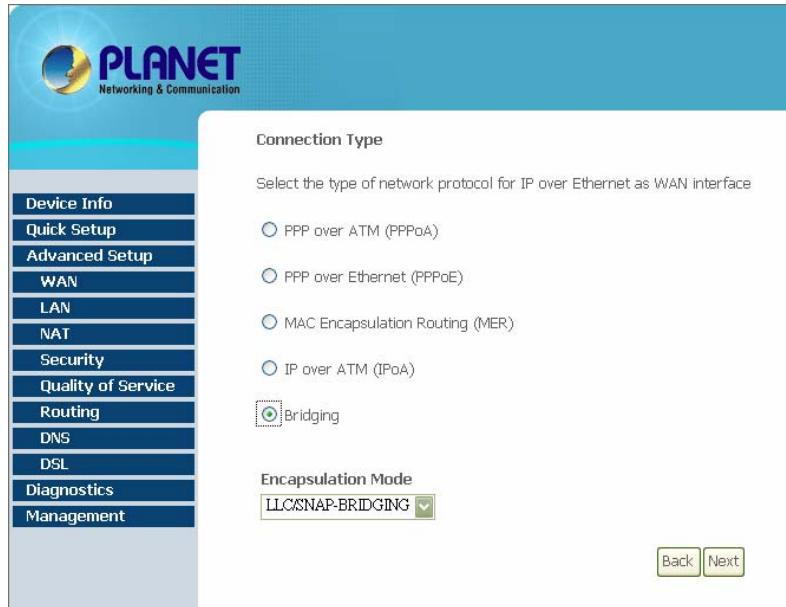 PLANET
Networking & Communication
Connection Type
Select the type of network protocol for IP over Ethernet as WAN interface
PPP over ATM (PPPoA)
PPP over Ethernet (PPPoE)
MAC Encapsulation Routing (MER)
IP over ATM (IPoA)
Bridging
Encapsulation Mode
LLC/SNAP-BRIDGING
Back Next
Device Info
Quick Setup
Advanced Setup
WAN
LAN
NAT
Security
Quality of Service
Routing
DNS
DSL
Diagnostics
Management